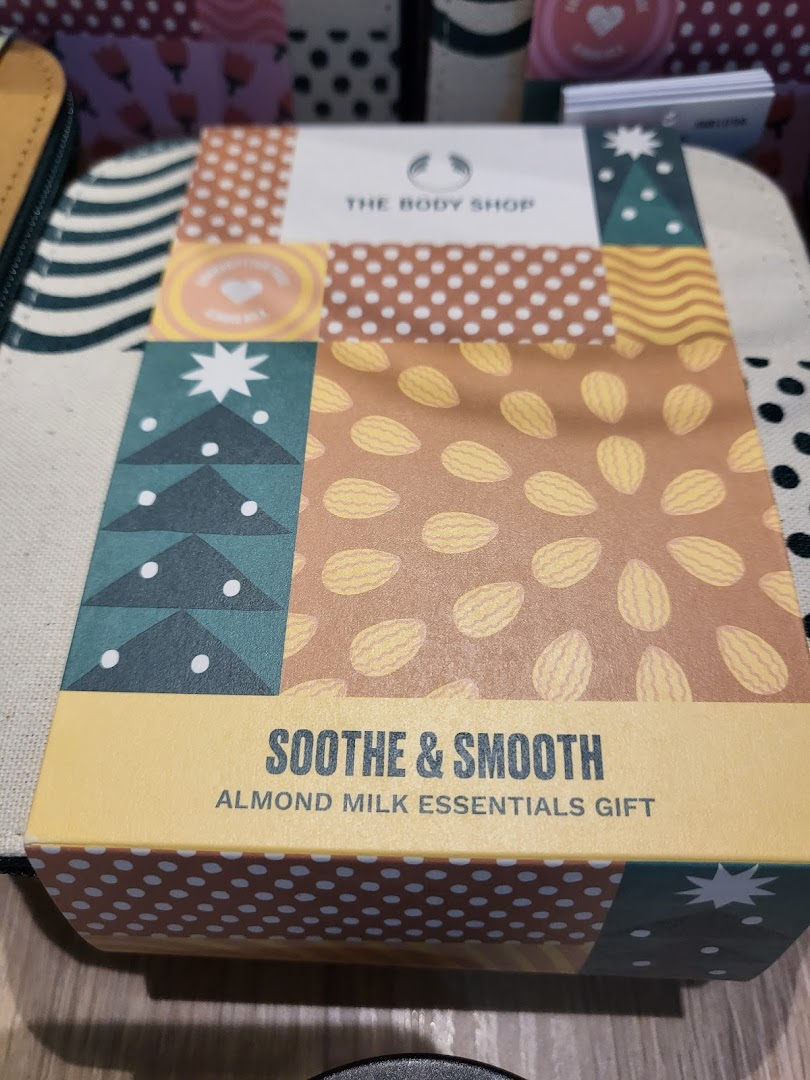 THE BODY SHOP
SOOTHE & SMOOTH
ALMOND MILK ESSENTIALS GIFT